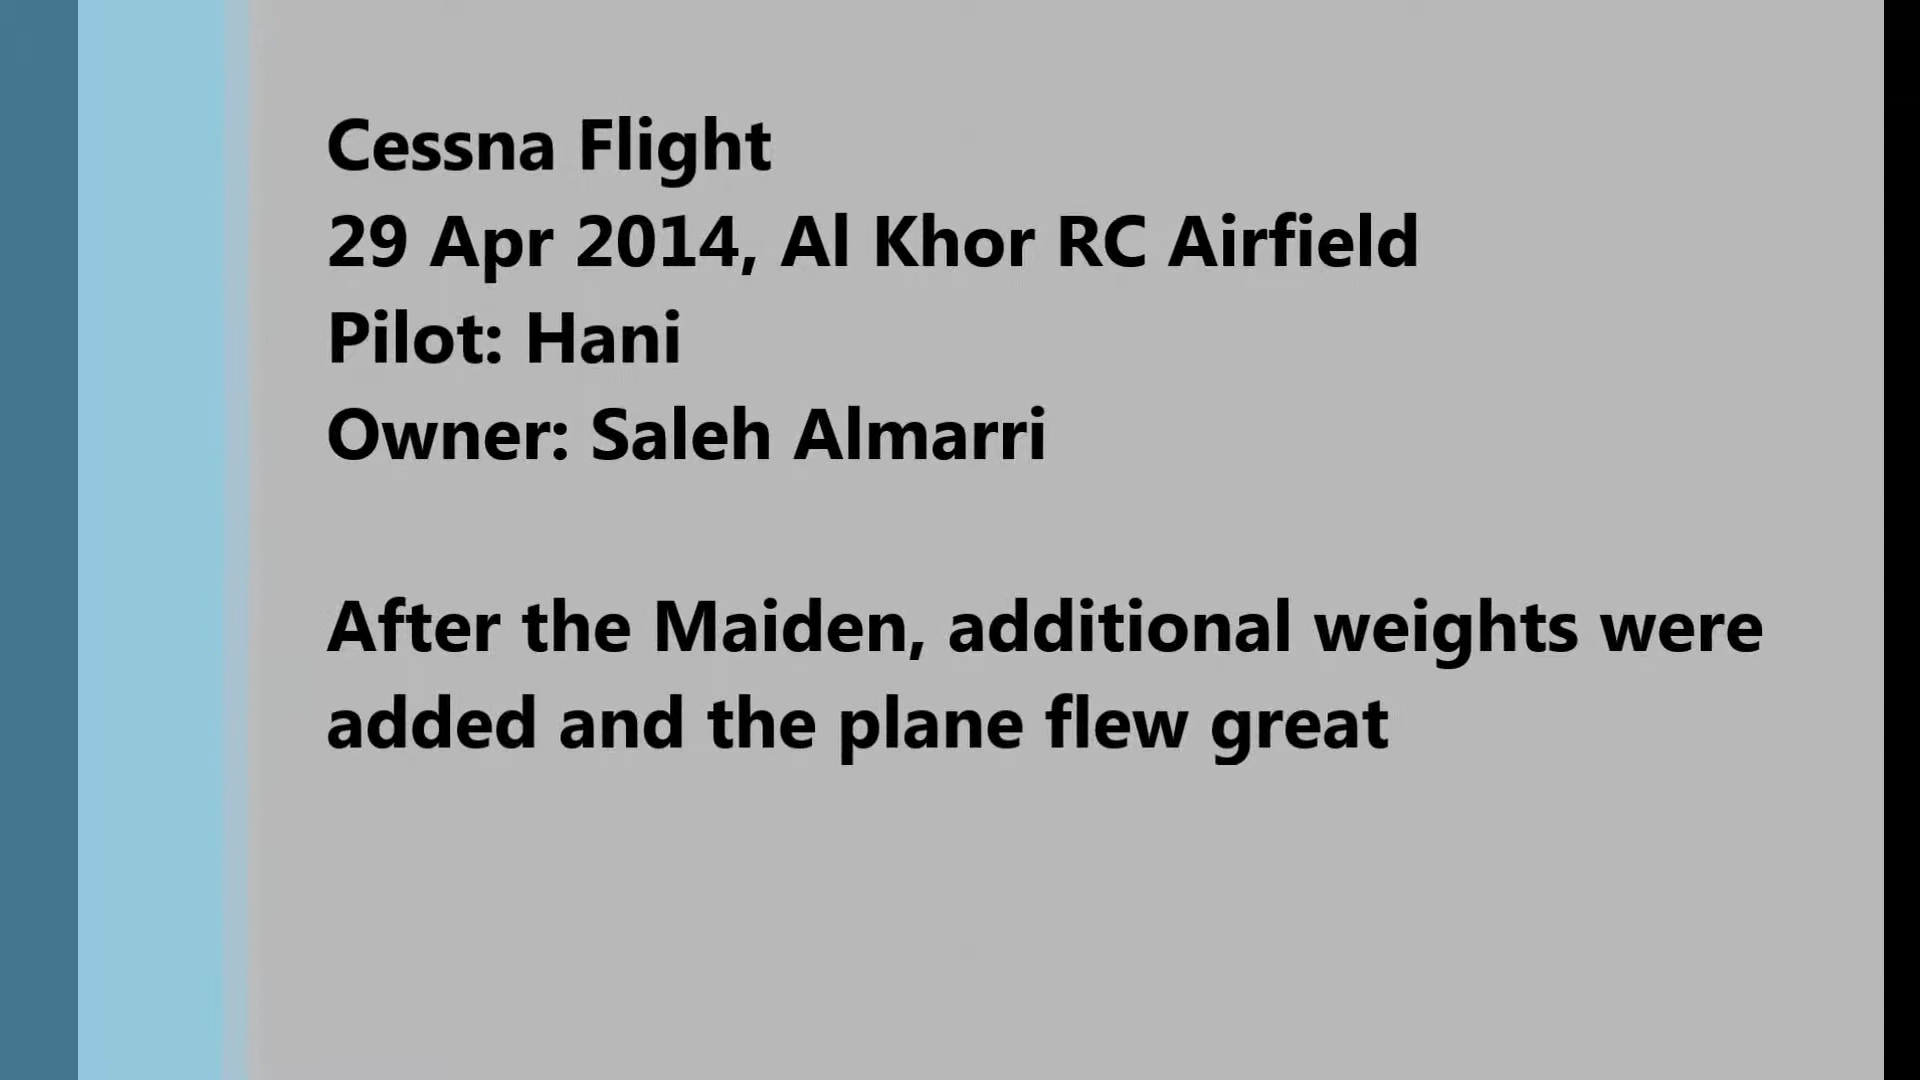 Cessna Flight
29 Apr 2014, Al Khor RC Airfield
Pilot: Hani
Owner: Saleh Almarri
After the Maiden, additional weights were
added and the plane flew great